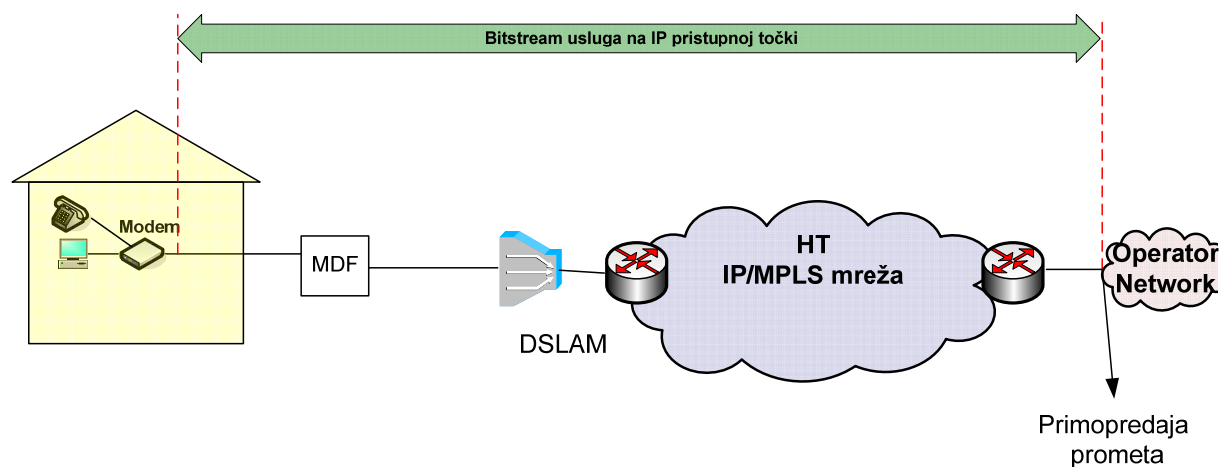 Bitstream usluga na IP pristupnoj točki
Modem
MDF
DSLAM
HT
IP/MPLS mreža
Operator
Network
Primopredaja
prometa